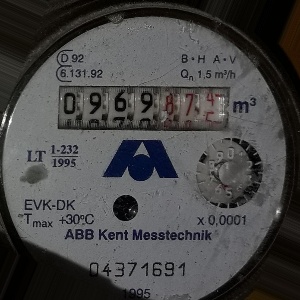 D 92
6.131.92
B · H A · V
Qn 1,5 m³/h
0969874 m³
LT 1-232
1995
EVK-DK
Tmax +30°C
x 0,0001
ABB Kent Messtechnik
04371691
1995